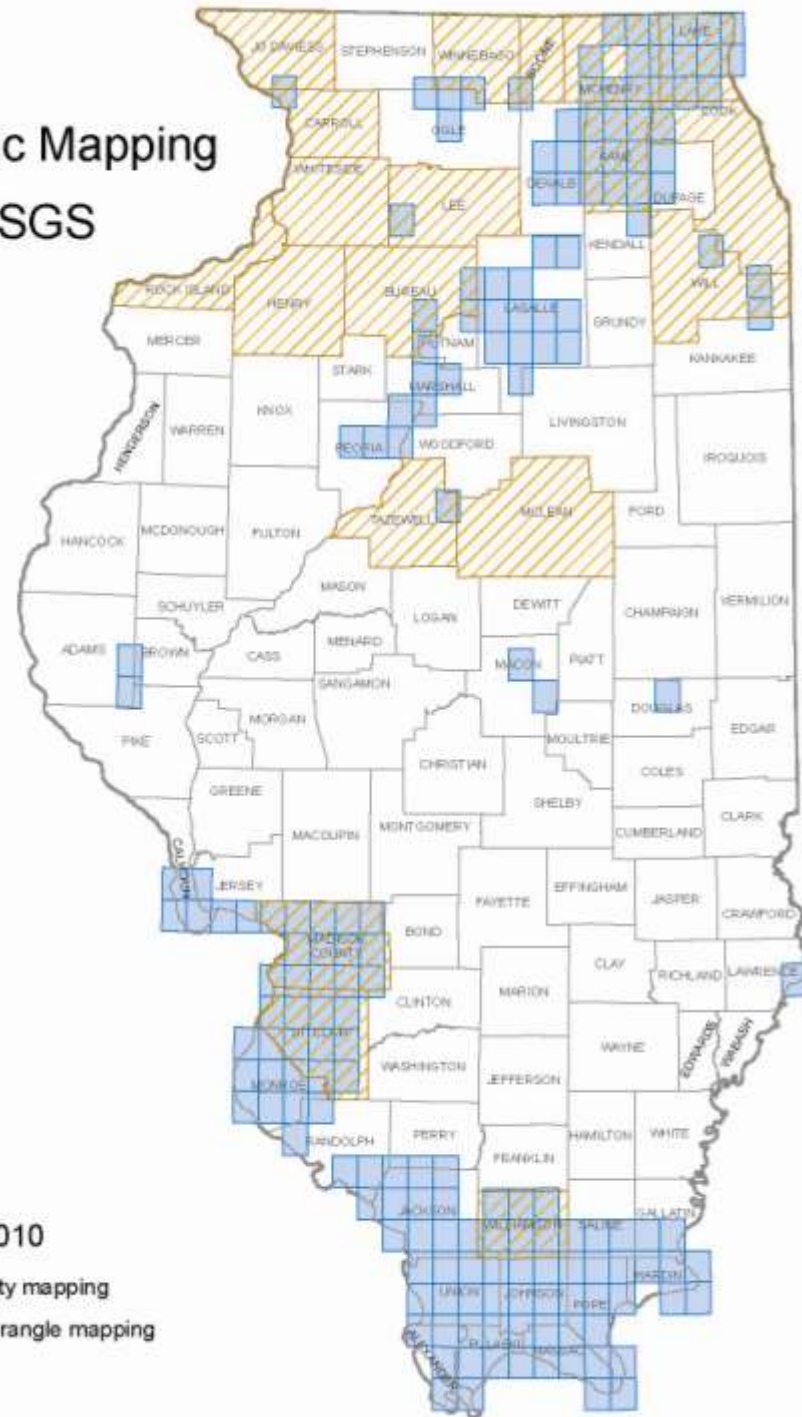 c Mapping
SGS
JO DAVIESS
STEPHENSON
WINNEBAGO
BOONE
MCHENRY
LAKE
CARROLL
OGLE
COOK
WHITESIDE
LEE
DEKALB
KANE
DUPAGE
KENDALL
ROCK ISLAND
HENRY
BUREAU
LASALLE
WILL
GRUNDY
MERCER
PUTNAM
KANKAKEE
STARK
MARSHALL
HENDERSON
WARREN
KNOX
PEORIA
WOODFORD
LIVINGSTON
IROQUOIS
HANCOCK
MCDONOUGH
FULTON
TAZEWELL
MCLEAN
FORD
MASON
SCHUYLER
LOGAN
DEWITT
CHAMPAIGN
VERMILION
ADAMS
BROWN
CASS
MENARD
MACON
PIATT
SANGAMON
PIKE
SCOTT
MORGAN
DOUGLAS
EDGAR
MOULTRIE
CHRISTIAN
COLES
GREENE
SHELBY
MACOUPIN
MONTGOMERY
CUMBERLAND
CLARK
CALHOUN
JERSEY
FAYETTE
EFFINGHAM
JASPER
CRAWFORD
MADISON
COUNTY
BOND
CLAY
RICHLAND
LAWRENCE
CLINTON
MARION
ST CLAIR
WAYNE
EDWARDS
WABASH
WASHINGTON
JEFFERSON
MONROE
RANDOLPH
PERRY
HAMILTON
WHITE
FRANKLIN
JACKSON
WILLIAMSON
SALINE
GALLATIN
010
ty mapping
rangle mapping
UNION
JOHNSON
POPE
HARDIN
ALEXANDER
PULASKI
MASSAC